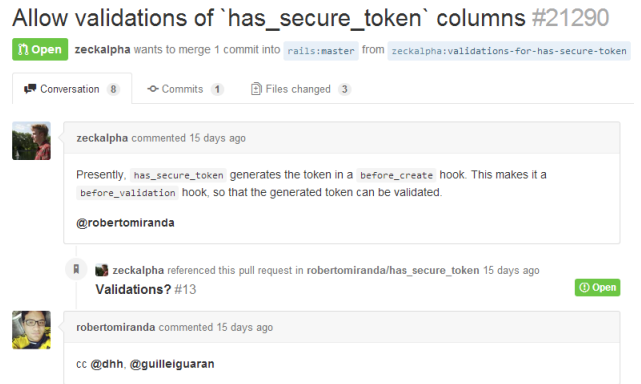 Allow validations of `has_secure_token` columns #21290
Open zeckalpha wants to merge 1 commit into rails:master from zeckalpha:validations-for-has-secure-token
Conversation 8 Commits 1 Files changed 3
zeckalpha commented 15 days ago
Presently, has_secure_token generates the token in a before_create hook. This makes it a
before_validation hook, so that the generated token can be validated.
@robertomiranda
zeckalpha referenced this pull request in robertomiranda/has_secure_token 15 days ago
Validations? #13 Open
robertomiranda commented 15 days ago
cc @dhh, @guilleiguaran